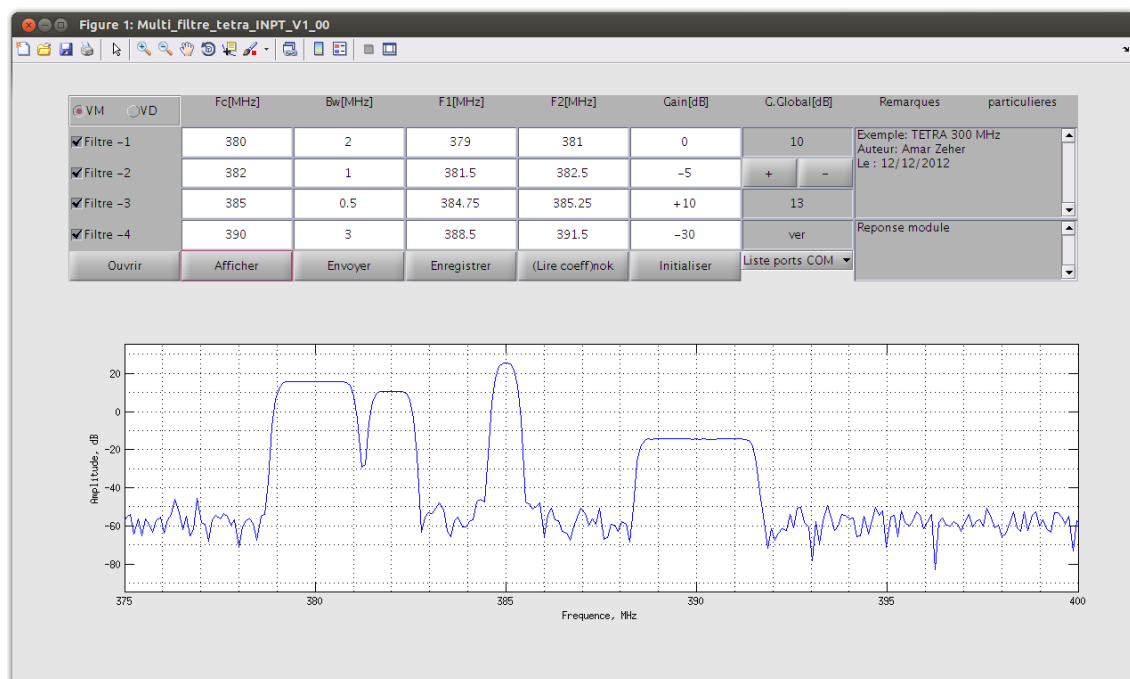 Figure 1: Multi_filtre_tetra_INPT_V1_00
VM VD Fc[MHz] Bw[MHz] F1[MHz] F2[MHz] Gain[dB] G.Global[dB] Remarques particulieres
Filtre -1 380 2 379 381 0 10
Exemple: TETRA 300 MHz
Auteur: Amar Zeher
Le : 12/12/2012
Filtre -2 382 1 381.5 382.5 -5 + -
Filtre -3 385 0.5 384.75 385.25 +10 13
Filtre -4 390 3 388.5 391.5 -30 ver Reponse module
Ouvrir Afficher Envoyer Enregistrer (Lire coeff)nok Initialiser Liste ports COM
20
0
-20
-40
-60
-80
Amplitude, dB
375 380 385 390 395 400
Frequence, MHz